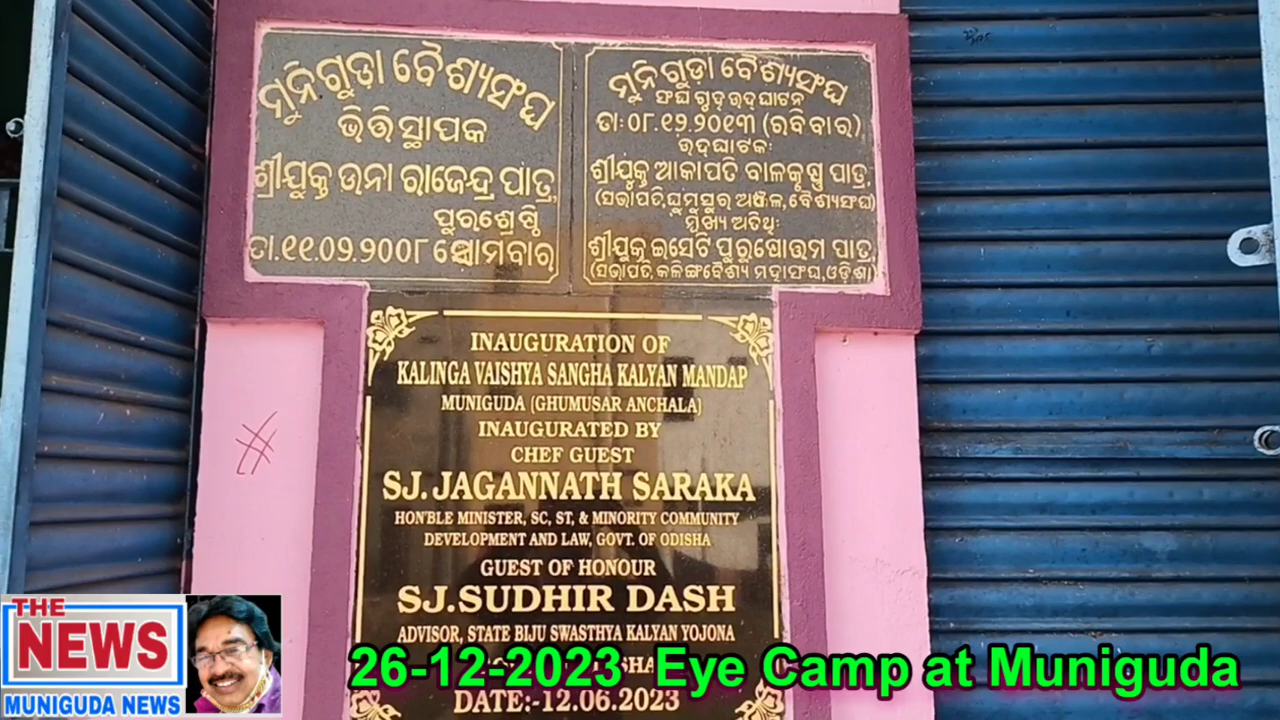 ମୁନିଗୁଡ଼ା ବୈଶ୍ୟସଂଘ
ଭିତ୍ତିସ୍ଥାପକ
ଶ୍ରୀଯୁକ୍ତ ଉନା ରାଜେନ୍ଦ୍ର ପାତ୍ର,
ପୁରଶ୍ରେଷ୍ଠି
ତା.୧୧.୦୨.୨୦୦୮ ସୋମବାର
ମୁନିଗୁଡ଼ା ବୈଶ୍ୟସଂଘ
ସଂଘ ଗୃହ ଉଦ୍‌ଘାଟନ
ତା: ୦୮.୧୨.୨୦୧୩ (ରବିବାର)
ଉଦ୍‌ଘାଟକ:
ଶ୍ରୀଯୁକ୍ତ ଆକାପତି ବାଳକୃଷ୍ଣ ପାତ୍ର,
(ସଭାପତି,ଘୁମୁସୁର ଅଞ୍ଚଳ, ବୈଶ୍ୟସଂଘ)
ମୁଖ୍ୟ ଅତିଥି:
ଶ୍ରୀଯୁକ୍ତ ଇସେଟି ପୁରୁଷୋତ୍ତମ ପାତ୍ର,
(ସଭାପତି, କଳିଙ୍ଗବୈଶ୍ୟ ମହାସଂଘ,ଓଡ଼ିଶା)
INAUGURATION OF
KALINGA VAISHYA SANGHA KALYAN MANDAP
MUNIGUDA (GHUMUSAR ANCHALA)
INAUGURATED BY
CHEF GUEST
SJ. JAGANNATH SARAKA
HON'BLE MINISTER, SC, ST, & MINORITY COMMUNITY
DEVELOPMENT AND LAW, GOVT. OF ODISHA
GUEST OF HONOUR
SJ.SUDHIR DASH
ADVISOR, STATE BIJU SWASTHYA KALYAN YOJONA
DATE:-12.06.2023
26-12-2023 Eye Camp at Muniguda
THE
NEWS
MUNIGUDA NEWS